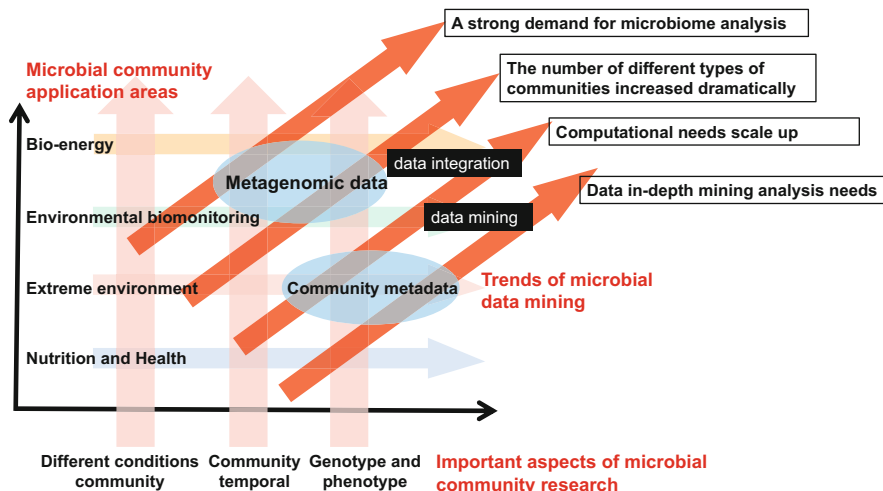 A strong demand for microbiome analysis
Microbial community
application areas
The number of different types of
communities increased dramatically
Bio-energy
Computational needs scale up
data integration
Metagenomic data
Data in-depth mining analysis needs
Environmental biomonitoring
data mining
Extreme environment
Community metadata
Trends of microbial
data mining
Nutrition and Health
Different conditions
community
Community
temporal
Genotype and
phenotype
Important aspects of microbial
community research